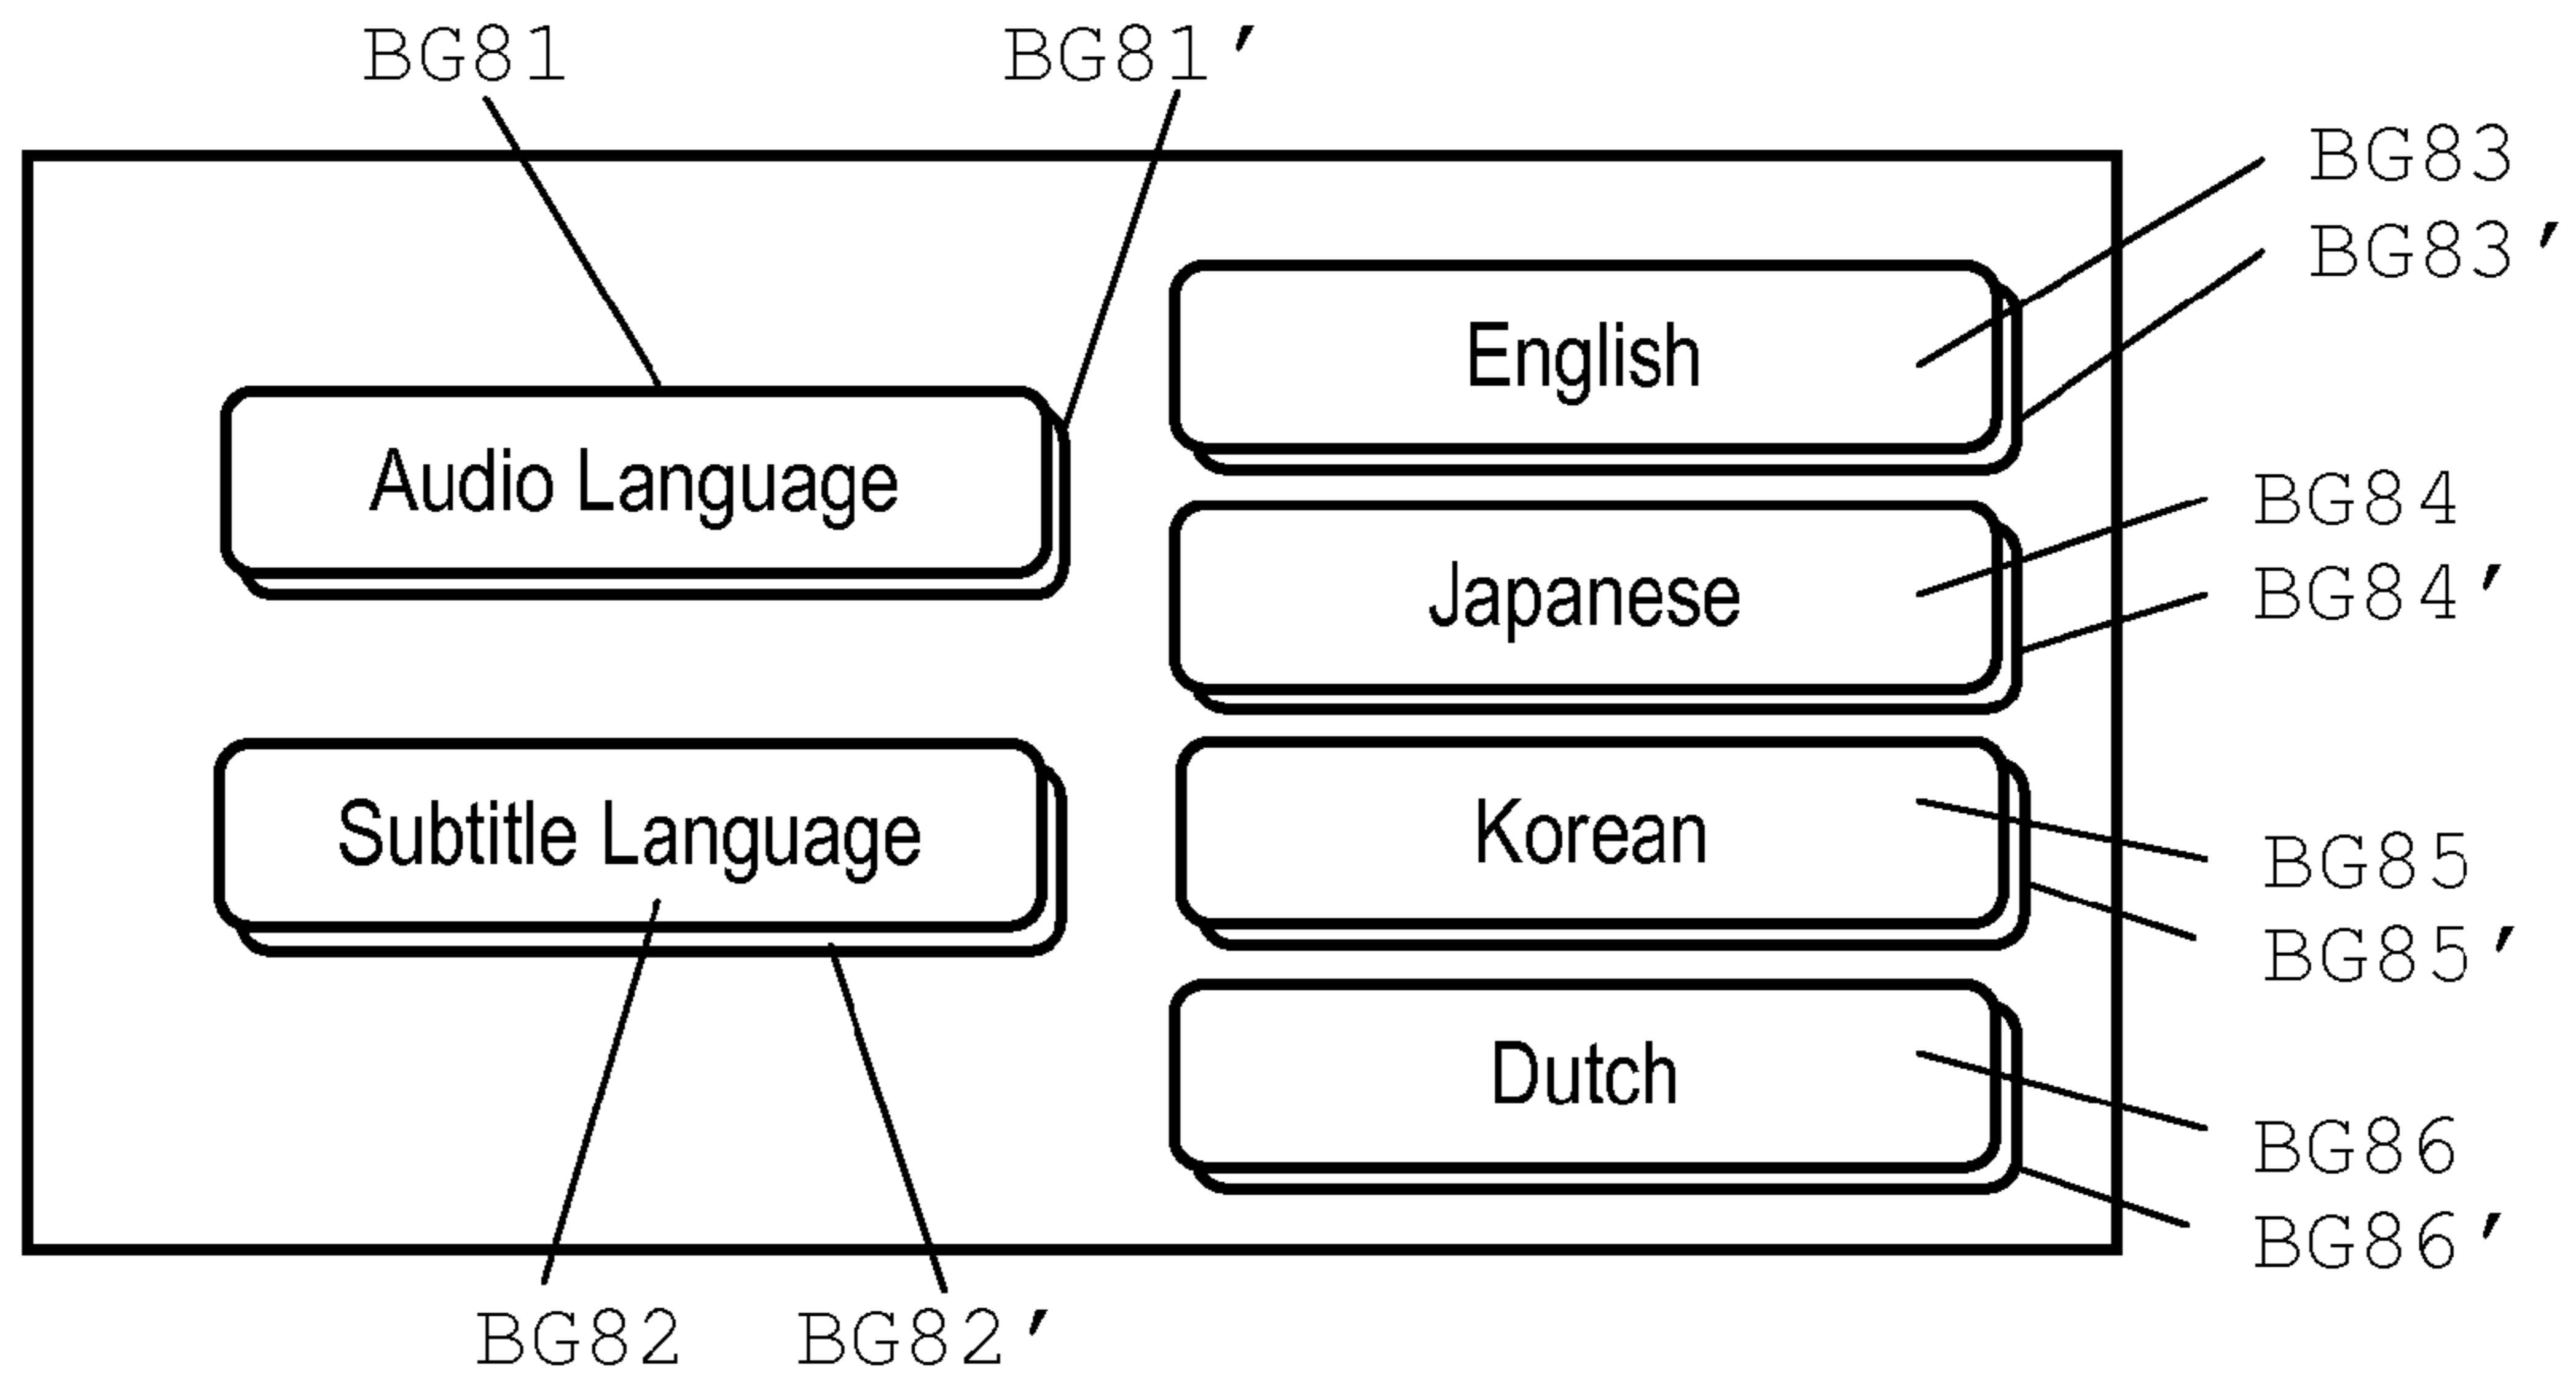 BG81
BG81'
BG83
BG83'
English
Audio Language
BG84
BG84'
Japanese
Subtitle Language
Korean
BG85
BG85'
Dutch
BG86
BG86'
BG82
BG82'